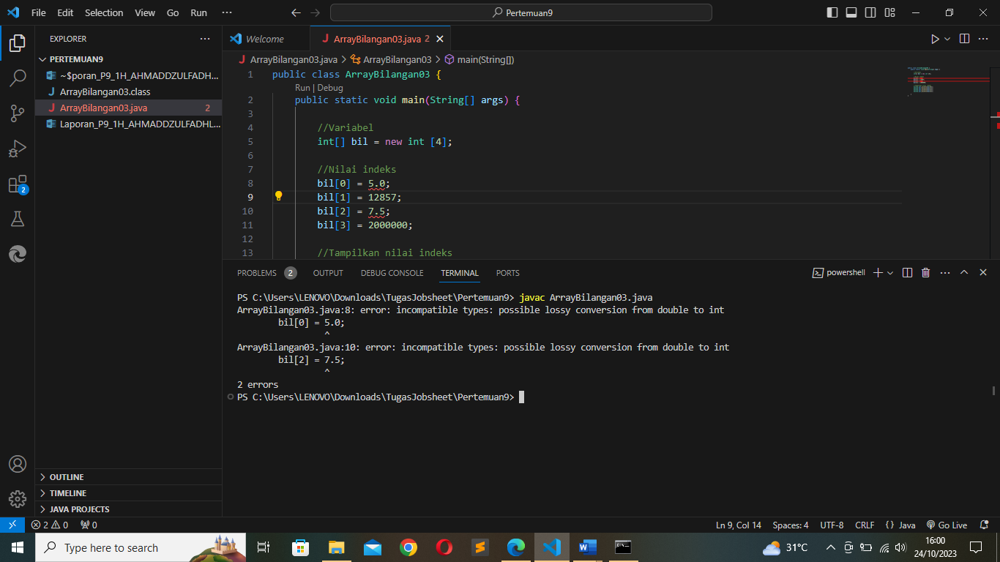 File Edit Selection View Go Run ··· Pertemuan9
EXPLORER ···
Welcome
ArrayBilangan03.java 2
PERTEMUAN9
~$poran_P9_1H_AHMADDZULFADH...
ArrayBilangan03.class
ArrayBilangan03.java 2
Laporan_P9_1H_AHMADDZULFADHL...
ArrayBilangan03.java > ArrayBilangan03 > main(String[])
1 public class ArrayBilangan03 {
Run | Debug
2 public static void main(String[] args) {
3
4 //Variabel
5 int[] bil = new int [4];
6
7 //Nilai indeks
8 bil[0] = 5.0;
9 bil[1] = 12857;
10 bil[2] = 7.5;
11 bil[3] = 2000000;
12
13 //Tampilkan nilai indeks
2
PROBLEMS 2 OUTPUT DEBUG CONSOLE TERMINAL PORTS powershell
PS C:\Users\LENOVO\Downloads\TugasJobsheet\Pertemuan9> javac ArrayBilangan03.java
ArrayBilangan03.java:8: error: incompatible types: possible lossy conversion from double to int
bil[0] = 5.0;
^
ArrayBilangan03.java:10: error: incompatible types: possible lossy conversion from double to int
bil[2] = 7.5;
^
2 errors
PS C:\Users\LENOVO\Downloads\TugasJobsheet\Pertemuan9>
OUTLINE
TIMELINE
JAVA PROJECTS
2 0 0 Ln 9, Col 14 Spaces: 4 UTF-8 CRLF {} Java Go Live
Type here to search
31°C
16:00
24/10/2023